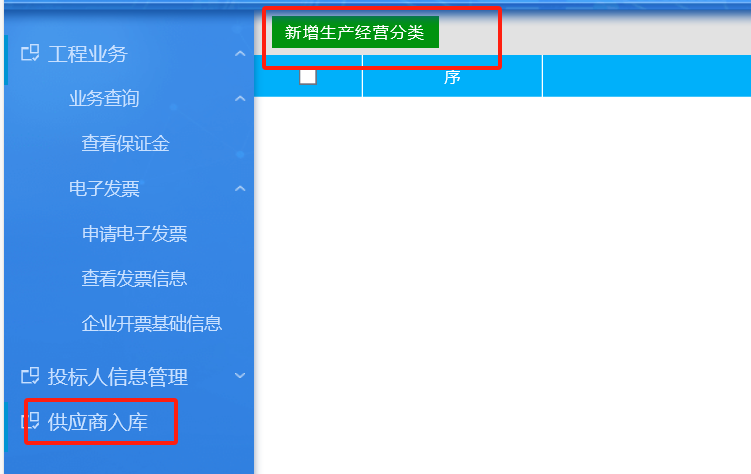 新增生产经营分类
序
工程业务
业务查询
查看保证金
电子发票
申请电子发票
查看发票信息
企业开票基础信息
投标人信息管理
供应商入库